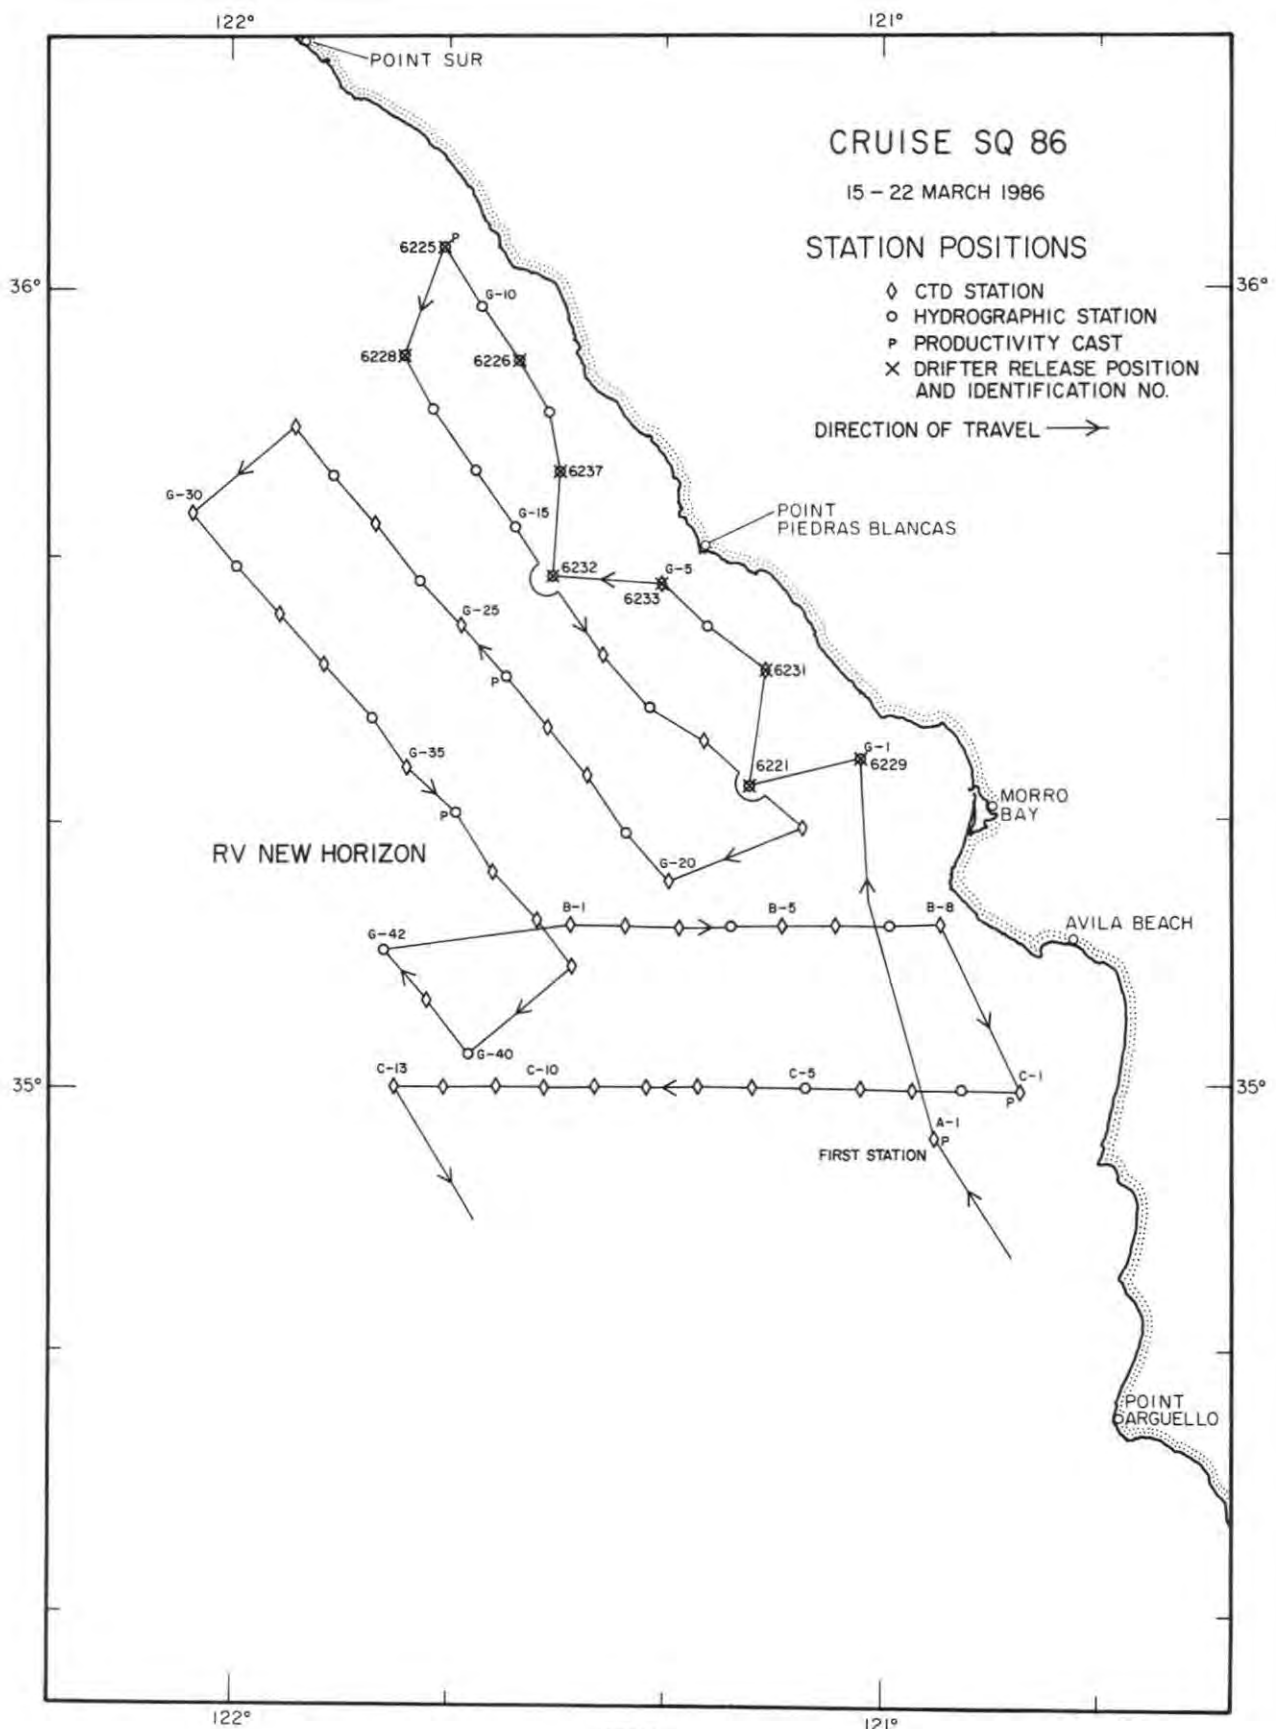 122°
121°
POINT SUR
CRUISE SQ 86
15 – 22 MARCH 1986
STATION POSITIONS
CTD STATION
HYDROGRAPHIC STATION
P PRODUCTIVITY CAST
DRIFTER RELEASE POSITION
AND IDENTIFICATION NO.
DIRECTION OF TRAVEL
6225
P
36°
36°
G-10
6228
6226
6237
G-30
G-15
POINT
PIEDRAS BLANCAS
6232
G-5
6233
G-25
6231
P
G-35
6221
G-1
6229
MORRO
BAY
P
RV NEW HORIZON
G-20
B-1
B-5
B-8
AVILA BEACH
G-42
G-40
35°
35°
C-13
C-10
C-5
C-1
P
A-1
P
FIRST STATION
POINT
ARGUELLO
122°
121°